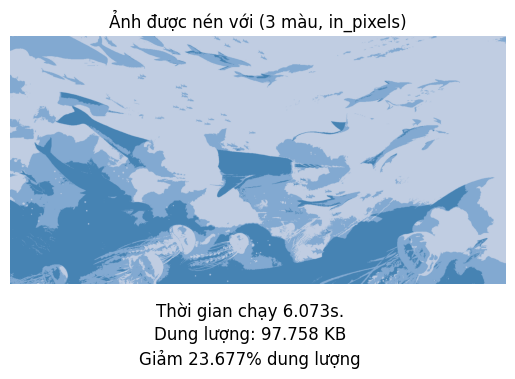 Ảnh được nén với (3 màu, in_pixels)
Thời gian chạy 6.073s.
Dung lượng: 97.758 KB
Giảm 23.677% dung lượng